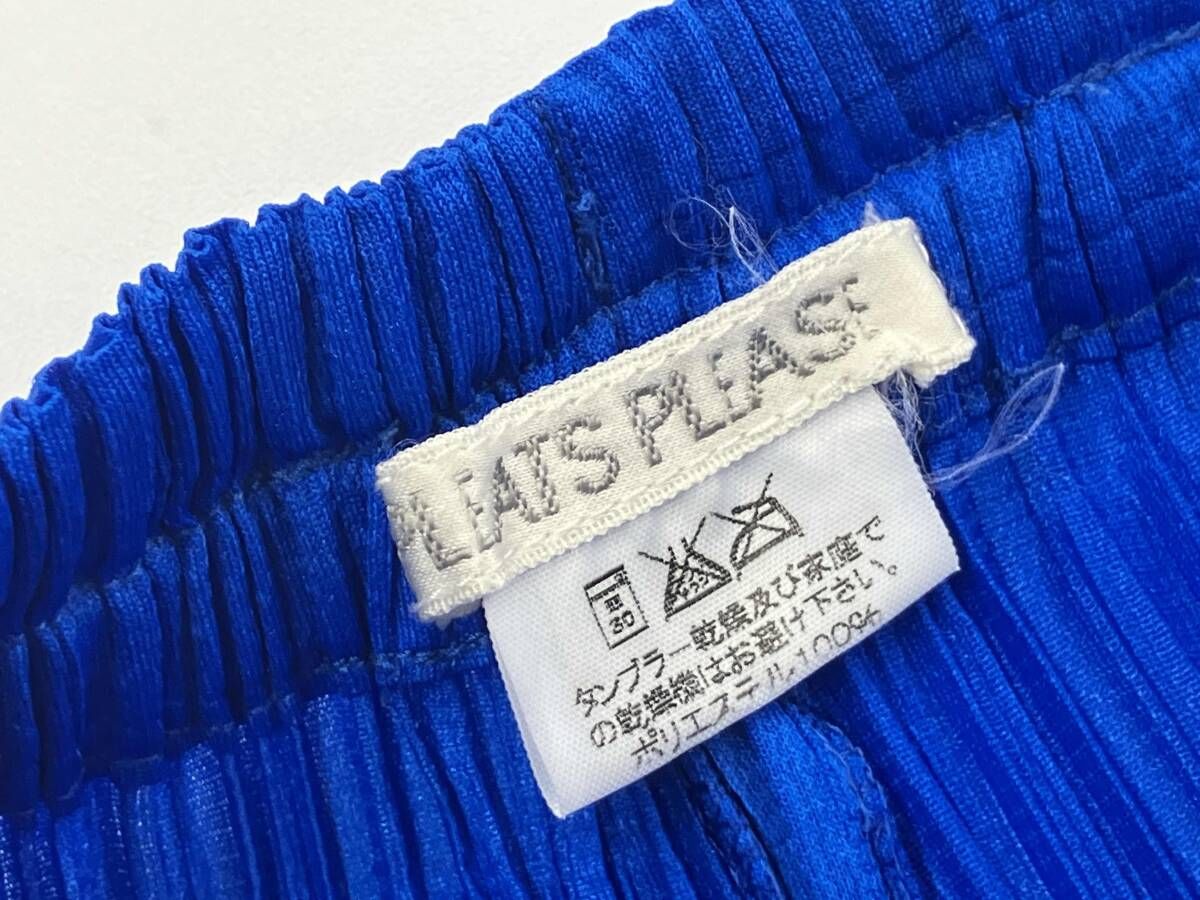 PLEATS PLEASE
30
タンブラー乾燥及び家庭で
の乾燥機はお避け下さい。
ポリエステル100%